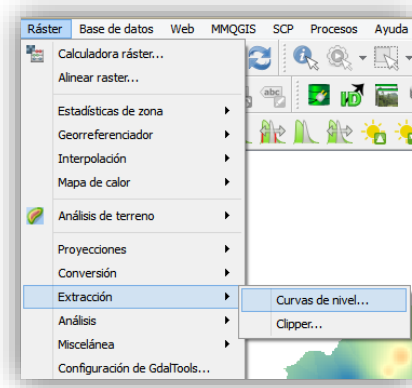 Ráster Base de datos Web MMQGIS SCP Procesos Ayuda
Calculadora ráster...
Alinear raster...
abc
Estadísticas de zona
Georreferenciador
Interpolación
Mapa de calor
Análisis de terreno
Proyecciones
Conversión
Extracción
Curvas de nivel...
Análisis
Clipper...
Miscelánea
Configuración de GdalTools...